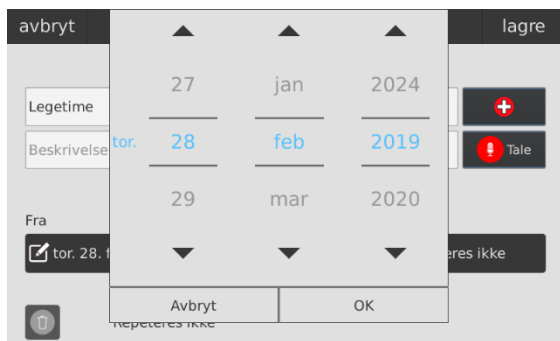 avbryt lagre
27 jan 2024
Legetime
tor. 28 feb 2019
Beskrivelse Tale
29 mar 2020
Fra
tor. 28. eres ikke
Avbryt OK
Repeteres ikke